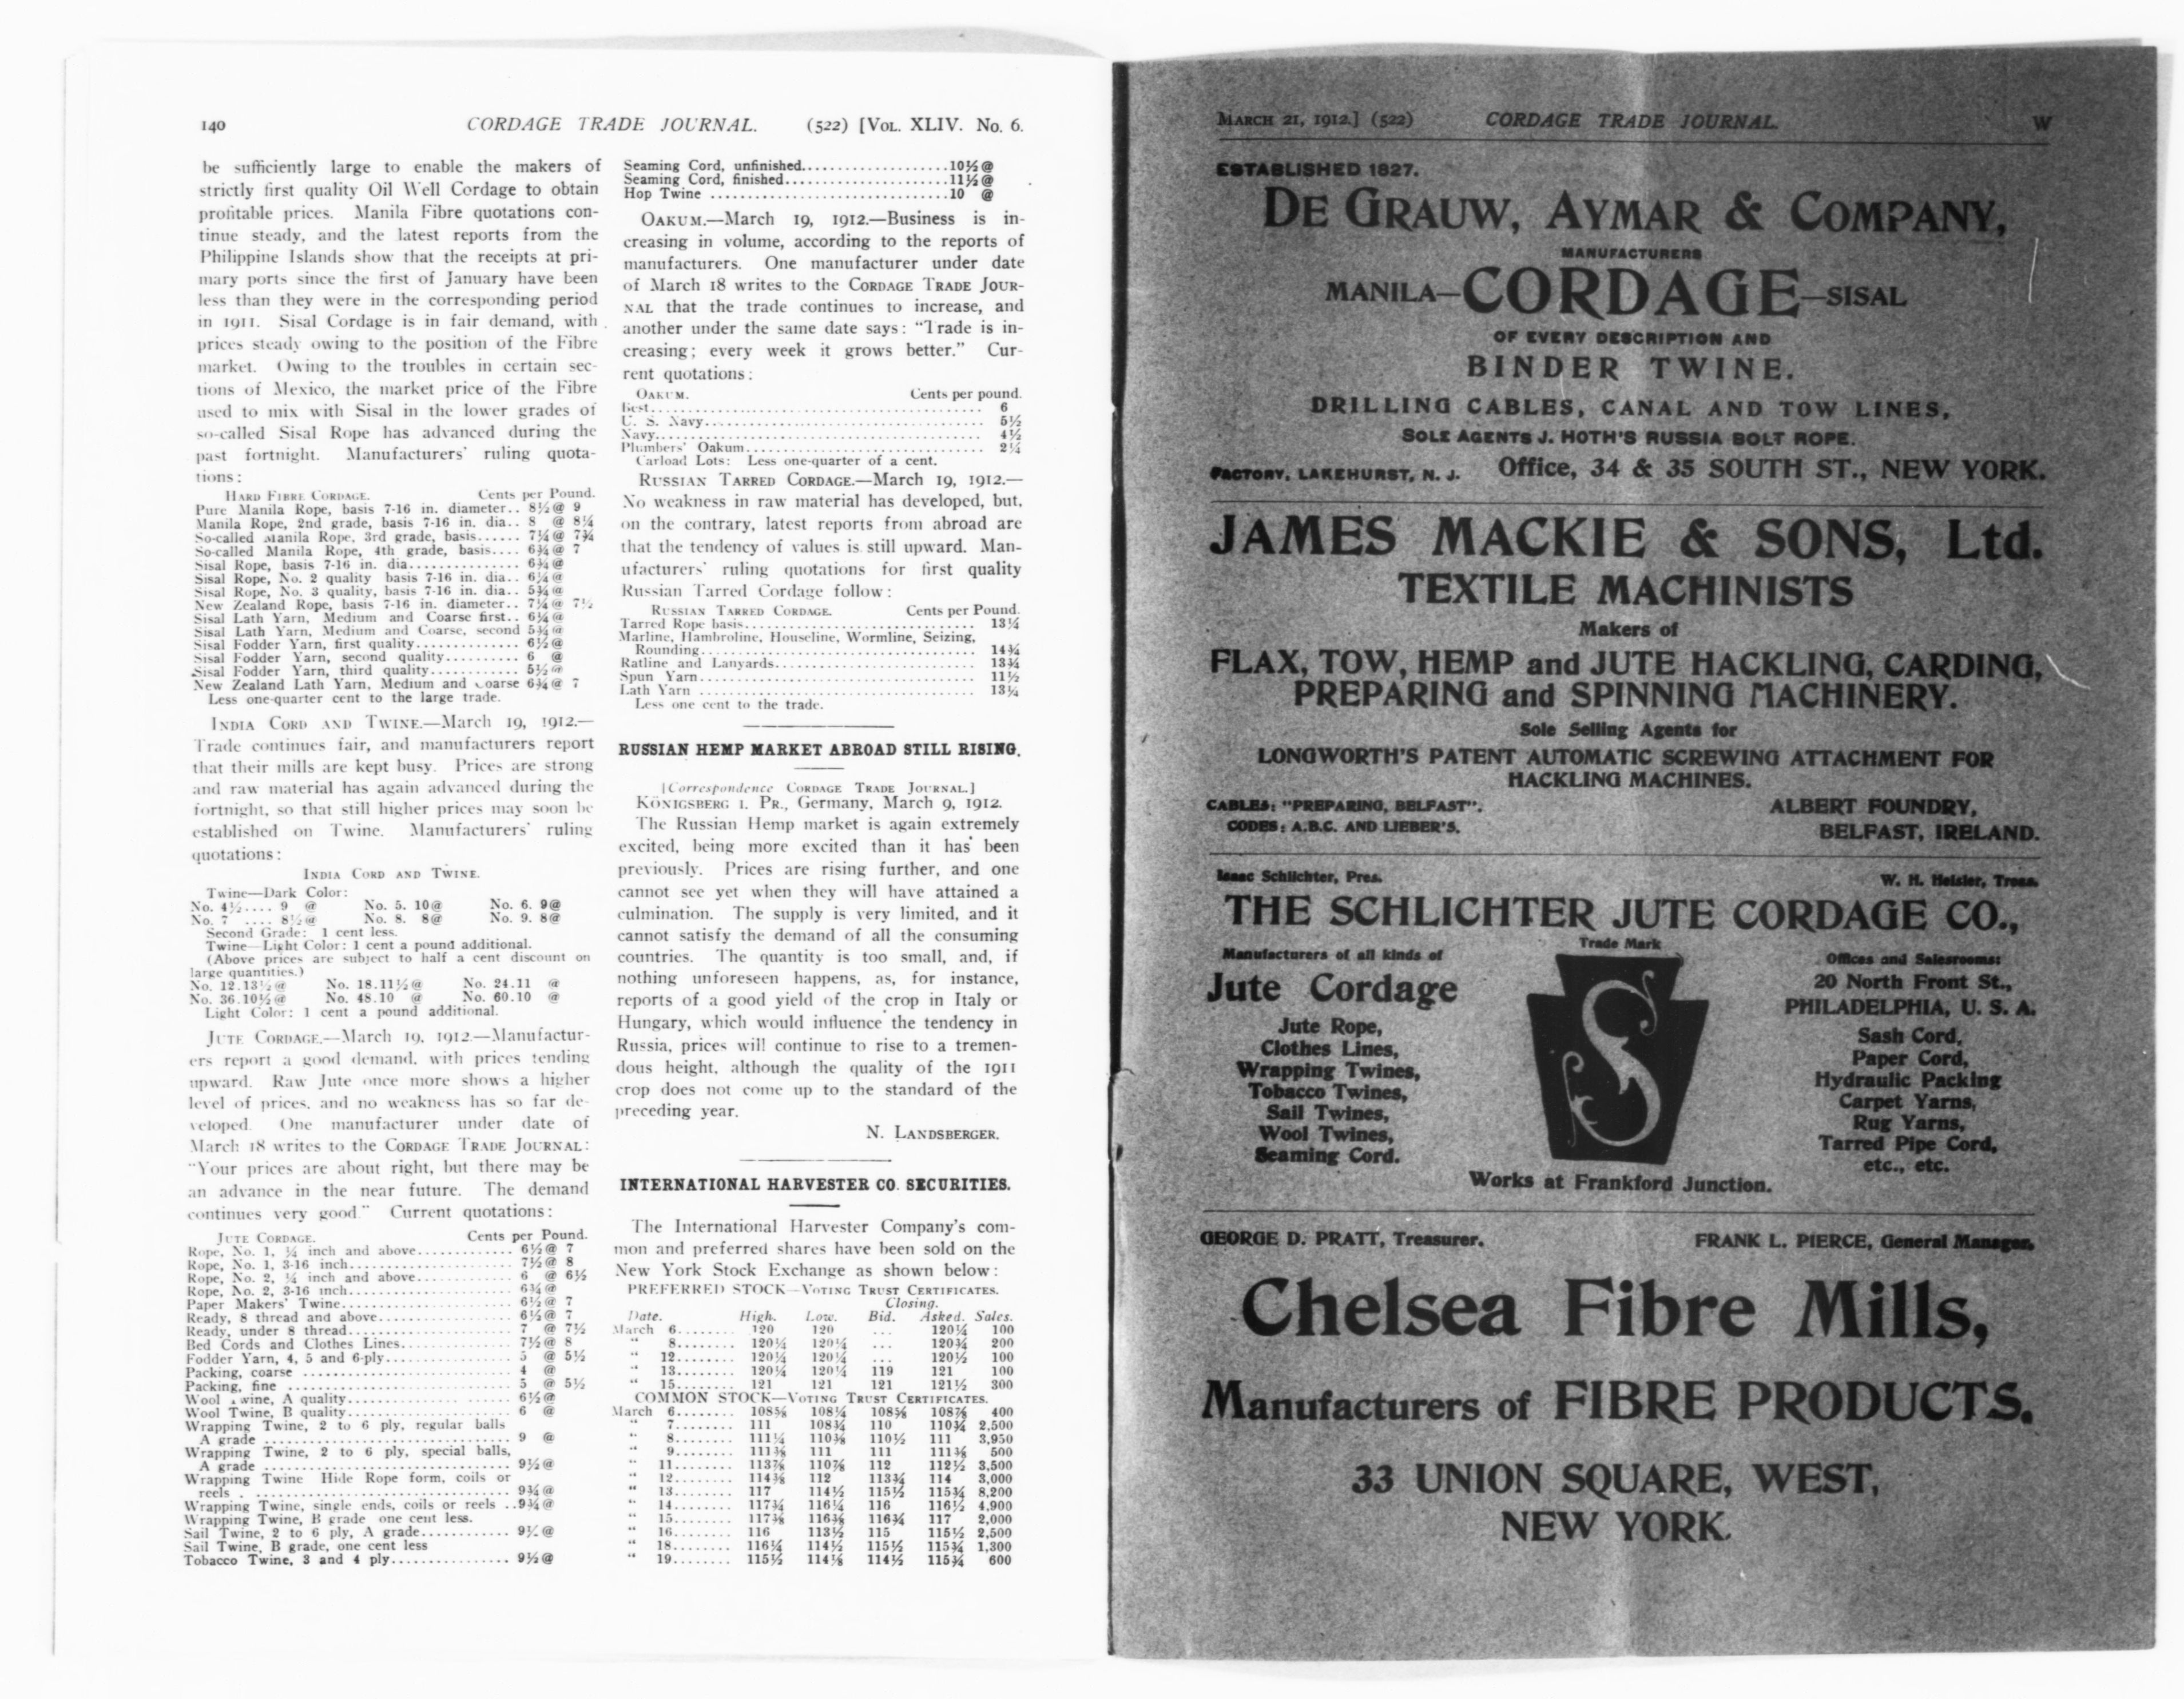 140 CORDAGE TRADE JOURNAL. (522) [VOL. XLIV. No. 6.
be sufficiently large to enable the makers of
strictly first quality Oil Well Cordage to obtain
profitable prices. Manila Fibre quotations con-
tinue steady, and the latest reports from the
Philippine Islands show that the receipts at pri-
mary ports since the first of January have been
less than they were in the corresponding period
in 1911. Sisal Cordage is in fair demand, with
prices steady owing to the position of the Fibre
market. Owing to the troubles in certain sec-
tions of Mexico, the market price of the Fibre
used to mix with Sisal in the lower grades of
so-called Sisal Rope has advanced during the
past fortnight. Manufacturers' ruling quota-
tions:
HARD FIBRE CORDAGE. Cents per Pound.
Pure Manila Rope, basis 7-16 in. diameter.. 8½@ 9
Manila Rope, 2nd grade, basis 7-16 in. dia.. 8 @ 8¼
So-called Manila Rope, 3rd grade, basis...... 7¼@ 7¾
So-called Manila Rope, 4th grade, basis.... 6¾@ 7
Sisal Rope, basis 7-16 in. dia.............. 6¾@
Sisal Rope, No. 2 quality basis 7-16 in. dia.. 6¼@
Sisal Rope, No. 3 quality, basis 7-16 in. dia.. 5¾@
New Zealand Rope, basis 7-16 in. diameter.. 7¼@ 7½
Sisal Lath Yarn, Medium and Coarse first.. 6¼@
Sisal Lath Yarn, Medium and Coarse, second 5¾@
Sisal Fodder Yarn, first quality............. 6½@
Sisal Fodder Yarn, second quality.......... 6 @
Sisal Fodder Yarn, third quality............ 5½@
New Zealand Lath Yarn, Medium and oarse 6¾@ 7
Less one-quarter cent to the large trade.
INDIA CORD AND TWINE.—March 19, 1912.—
Trade continues fair, and manufacturers report
that their mills are kept busy. Prices are strong
and raw material has again advanced during the
fortnight, so that still higher prices may soon be
established on Twine. Manufacturers' ruling
quotations:
INDIA CORD AND TWINE.
Twine—Dark Color:
No. 4½.... 9 @ No. 5. 10@ No. 6. 9@
No. 7 .... 8½@ No. 8. 8@ No. 9. 8@
Second Grade: 1 cent less.
Twine—Light Color: 1 cent a pound additional.
(Above prices are subject to half a cent discount on
large quantities.)
No. 12.13½@ No. 18.11½@ No. 24.11 @
No. 36.10½@ No. 48.10 @ No. 60.10 @
Light Color: 1 cent a pound additional.
JUTE CORDAGE.—March 19, 1912.—Manufactur-
ers report a good demand, with prices tending
upward. Raw Jute once more shows a higher
level of prices, and no weakness has so far de-
veloped. One manufacturer under date of
March 18 writes to the CORDAGE TRADE JOURNAL:
"Your prices are about right, but there may be
an advance in the near future. The demand
continues very good." Current quotations:
JUTE CORDAGE. Cents per Pound.
Rope, No. 1, ¼ inch and above............. 6½@ 7
Rope, No. 1, 3-16 inch...................... 7½@ 8
Rope, No. 2, ¼ inch and above............. 6 @ 6½
Rope, No. 2, 3-16 inch...................... 6¾@
Paper Makers' Twine....................... 6½@ 7
Ready, 8 thread and above.................. 6½@ 7
Ready, under 8 thread...................... 7 @ 7½
Bed Cords and Clothes Lines................ 7½@ 8
Fodder Yarn, 4, 5 and 6-ply................. 5 @ 5½
Packing, coarse ............................ 4 @
Packing, fine .............................. 5 @ 5½
Wool wine, A quality....................... 6½@
Wool Twine, B quality...................... 6 @
Wrapping Twine, 2 to 6 ply, regular balls
A grade ................................. 9 @
Wrapping Twine, 2 to 6 ply, special balls,
A grade ................................. 9½@
Wrapping Twine Hide Rope form, coils or
reels . .................................. 9¾@
Wrapping Twine, single ends, coils or reels ..9¾@
Wrapping Twine, B grade one cent less.
Sail Twine, 2 to 6 ply, A grade............ 9½@
Sail Twine, B grade, one cent less
Tobacco Twine, 3 and 4 ply................ 9½@
Seaming Cord, unfinished....................10½@
Seaming Cord, finished.......................11½@
Hop Twine .................................10 @
OAKUM.—March 19, 1912.—Business is in-
creasing in volume, according to the reports of
manufacturers. One manufacturer under date
of March 18 writes to the CORDAGE TRADE JOUR-
NAL that the trade continues to increase, and
another under the same date says: "Trade is in-
creasing; every week it grows better." Cur-
rent quotations:
OAKUM. Cents per pound.
Best.............................................. 6
U. S. Navy....................................... 5½
Navy............................................. 4½
Plumbers' Oakum................................. 2¼
Carload Lots: Less one-quarter of a cent.
RUSSIAN TARRED CORDAGE.—March 19, 1912.—
No weakness in raw material has developed, but,
on the contrary, latest reports from abroad are
that the tendency of values is still upward. Man-
ufacturers' ruling quotations for first quality
Russian Tarred Cordage follow:
RUSSIAN TARRED CORDAGE. Cents per Pound.
Tarred Rope basis................................ 13¼
Marline, Hambroline, Houseline, Wormline, Seizing,
Rounding...................................... 14¾
Ratline and Lanyards............................ 13¾
Spun Yarn....................................... 11½
Lath Yarn ...................................... 13¼
Less one cent to the trade.
RUSSIAN HEMP MARKET ABROAD STILL RISING.
[Correspondence CORDAGE TRADE JOURNAL.]
KÖNIGSBERG I. PR., Germany, March 9, 1912.
The Russian Hemp market is again extremely
excited, being more excited than it has been
previously. Prices are rising further, and one
cannot see yet when they will have attained a
culmination. The supply is very limited, and it
cannot satisfy the demand of all the consuming
countries. The quantity is too small, and, if
nothing unforeseen happens, as, for instance,
reports of a good yield of the crop in Italy or
Hungary, which would influence the tendency in
Russia, prices will continue to rise to a tremen-
dous height, although the quality of the 1911
crop does not come up to the standard of the
preceding year.
N. LANDSBERGER.
INTERNATIONAL HARVESTER CO. SECURITIES.
The International Harvester Company's com-
mon and preferred shares have been sold on the
New York Stock Exchange as shown below:
PREFERRED STOCK—VOTING TRUST CERTIFICATES.
Closing.
Date. High. Low. Bid. Asked. Sales.
March 6........ 120 120 ... 120¼ 100
" 8........ 120¼ 120¼ ... 120¾ 200
" 12........ 120¼ 120¼ ... 120½ 100
" 13........ 120¼ 120¼ 119 121 100
" 15........ 121 121 121 121½ 300
COMMON STOCK—VOTING TRUST CERTIFICATES.
March 6........ 108⅝ 108¼ 108⅝ 108⅞ 400
" 7........ 111 108¾ 110 110¾ 2,500
" 8........ 111¼ 110⅜ 110½ 111 3,950
" 9........ 111⅜ 111 111 111⅜ 500
" 11........ 113⅞ 110⅞ 112 112½ 3,500
" 12........ 114⅜ 112 113¾ 114 3,000
" 13........ 117 114½ 115½ 115¾ 8,200
" 14........ 117¾ 116¼ 116 116½ 4,900
" 15........ 117⅜ 116⅜ 116¾ 117 2,000
" 16........ 116 113½ 115 115½ 2,500
" 18........ 116¼ 114½ 115½ 115¾ 1,300
" 19........ 115½ 114⅛ 114½ 115¾ 600
MARCH 21, 1912.] (522) CORDAGE TRADE JOURNAL. W
ESTABLISHED 1827.
DE GRAUW, AYMAR & COMPANY,
MANUFACTURERS
MANILA—CORDAGE—SISAL
OF EVERY DESCRIPTION AND
BINDER TWINE.
DRILLING CABLES, CANAL AND TOW LINES,
SOLE AGENTS J. HOTH'S RUSSIA BOLT ROPE.
FACTORY, LAKEHURST, N. J. Office, 34 & 35 SOUTH ST., NEW YORK.
JAMES MACKIE & SONS, Ltd.
TEXTILE MACHINISTS
Makers of
FLAX, TOW, HEMP and JUTE HACKLING, CARDING,
PREPARING and SPINNING MACHINERY.
Sole Selling Agents for
LONGWORTH'S PATENT AUTOMATIC SCREWING ATTACHMENT FOR
HACKLING MACHINES.
CABLES: "PREPARING, BELFAST". ALBERT FOUNDRY,
CODES: A.B.C. AND LIEBER'S. BELFAST, IRELAND.
Isaac Schlichter, Pres. W. H. Heisler, Treas.
THE SCHLICHTER JUTE CORDAGE CO.,
Trade Mark
Manufacturers of all kinds of
Jute Cordage
Jute Rope,
Clothes Lines,
Wrapping Twines,
Tobacco Twines,
Sail Twines,
Wool Twines,
Seaming Cord.
S
Offices and Salesrooms:
20 North Front St.,
PHILADELPHIA, U. S. A.
Sash Cord,
Paper Cord,
Hydraulic Packing
Carpet Yarns,
Rug Yarns,
Tarred Pipe Cord,
etc., etc.
Works at Frankford Junction.
GEORGE D. PRATT, Treasurer. FRANK L. PIERCE, General Manager.
Chelsea Fibre Mills,
Manufacturers of FIBRE PRODUCTS.
33 UNION SQUARE, WEST,
NEW YORK.